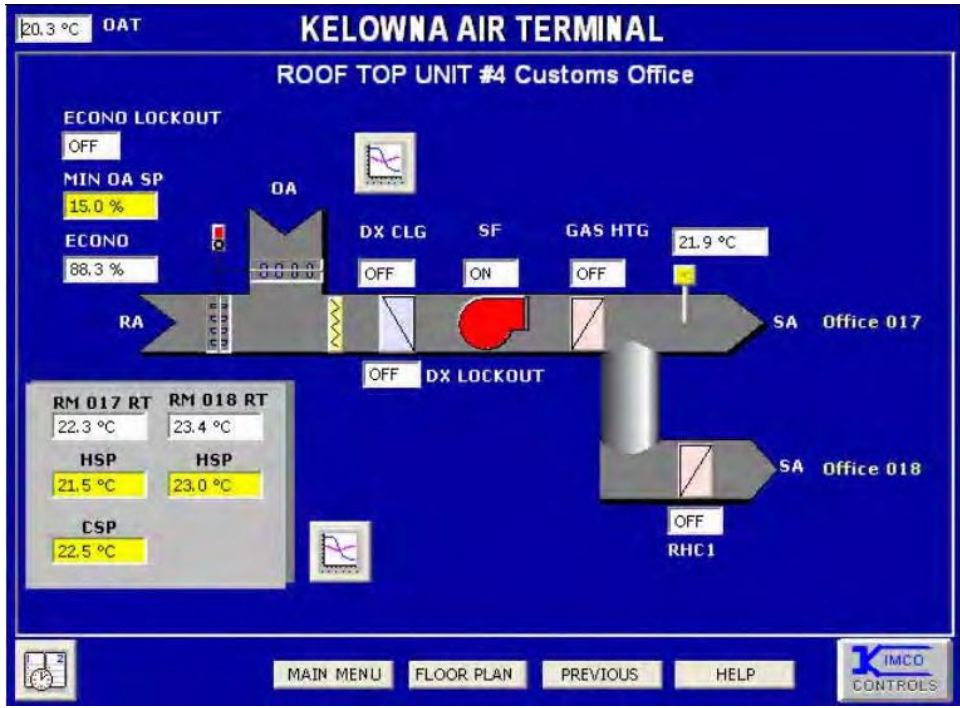 20.3 °C OAT
KELOWNA AIR TERMINAL
ROOF TOP UNIT #4 Customs Office
ECONO LOCKOUT
OFF
MIN OA SP
15.0 %
ECONO
88.3 %
OA
DX CLG
OFF
SF
ON
GAS HTG
OFF
21.9 °C
RA
SA Office 017
OFF DX LOCKOUT
RM 017 RT RM 018 RT
22.3 °C 23.4 °C
HSP HSP
21.5 °C 23.0 °C
CSP
22.5 °C
SA Office 018
OFF
RHC1
MAIN MENU FLOOR PLAN PREVIOUS HELP
KIMCO
CONTROLS